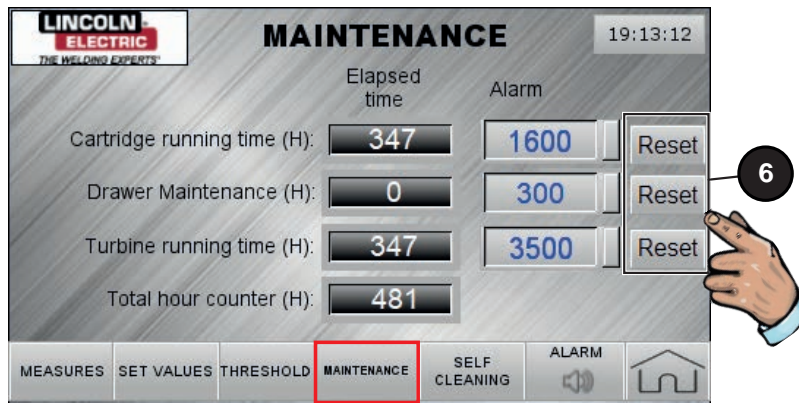 LINCOLN
ELECTRIC
THE WELDING EXPERTS®
MAINTENANCE
19:13:12
Elapsed
time
Alarm
Cartridge running time (H): 347 1600 Reset
6
Drawer Maintenance (H): 0 300 Reset
Turbine running time (H): 347 3500 Reset
Total hour counter (H): 481
MEASURES SET VALUES THRESHOLD MAINTENANCE SELF
CLEANING ALARM